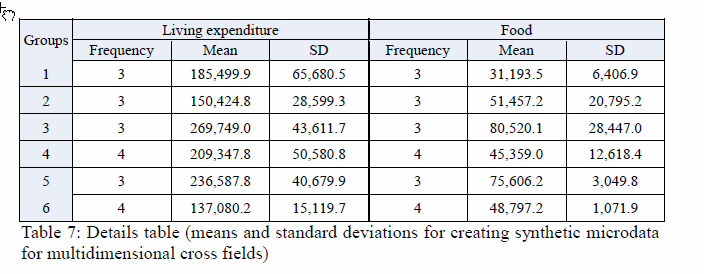 Groups Living expenditure Food
Frequency Mean SD Frequency Mean SD
1 3 185,499.9 65,680.5 3 31,193.5 6,406.9
2 3 150,424.8 28,599.3 3 51,457.2 20,795.2
3 3 269,749.0 43,611.7 3 80,520.1 28,447.0
4 4 209,347.8 50,580.8 4 45,359.0 12,618.4
5 3 236,587.8 40,679.9 3 75,606.2 3,049.8
6 4 137,080.2 15,119.7 4 48,797.2 1,071.9
Table 7: Details table (means and standard deviations for creating synthetic microdata
for multidimensional cross fields)